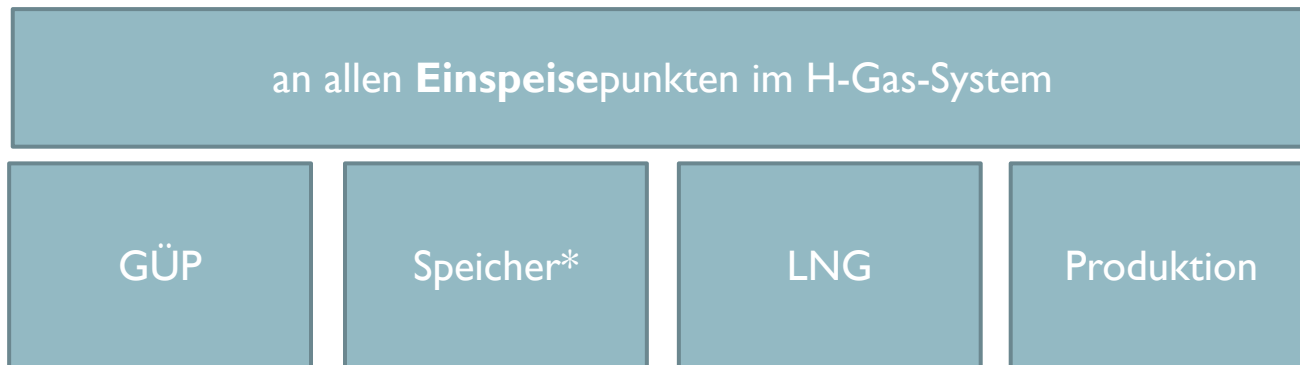 an allen Einspeisepunkten im H-Gas-System
GÜP
Speicher*
LNG
Produktion